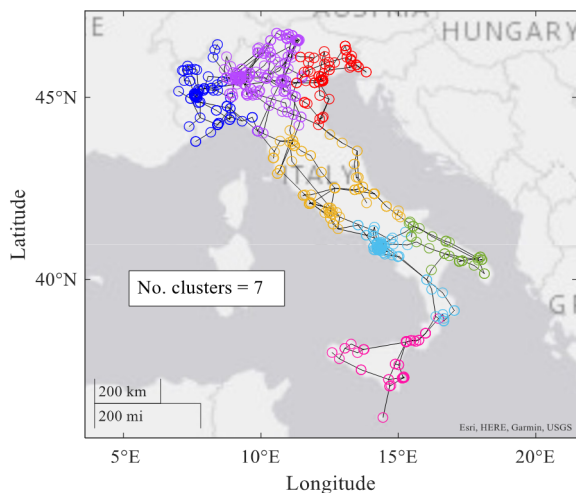 AUSTRIA
HUNGARY
E
45°N
ITALY
Latitude
40°N
No. clusters = 7
G
200 km
200 mi
Esri, HERE, Garmin, USGS
5°E
10°E
15°E
20°E
Longitude